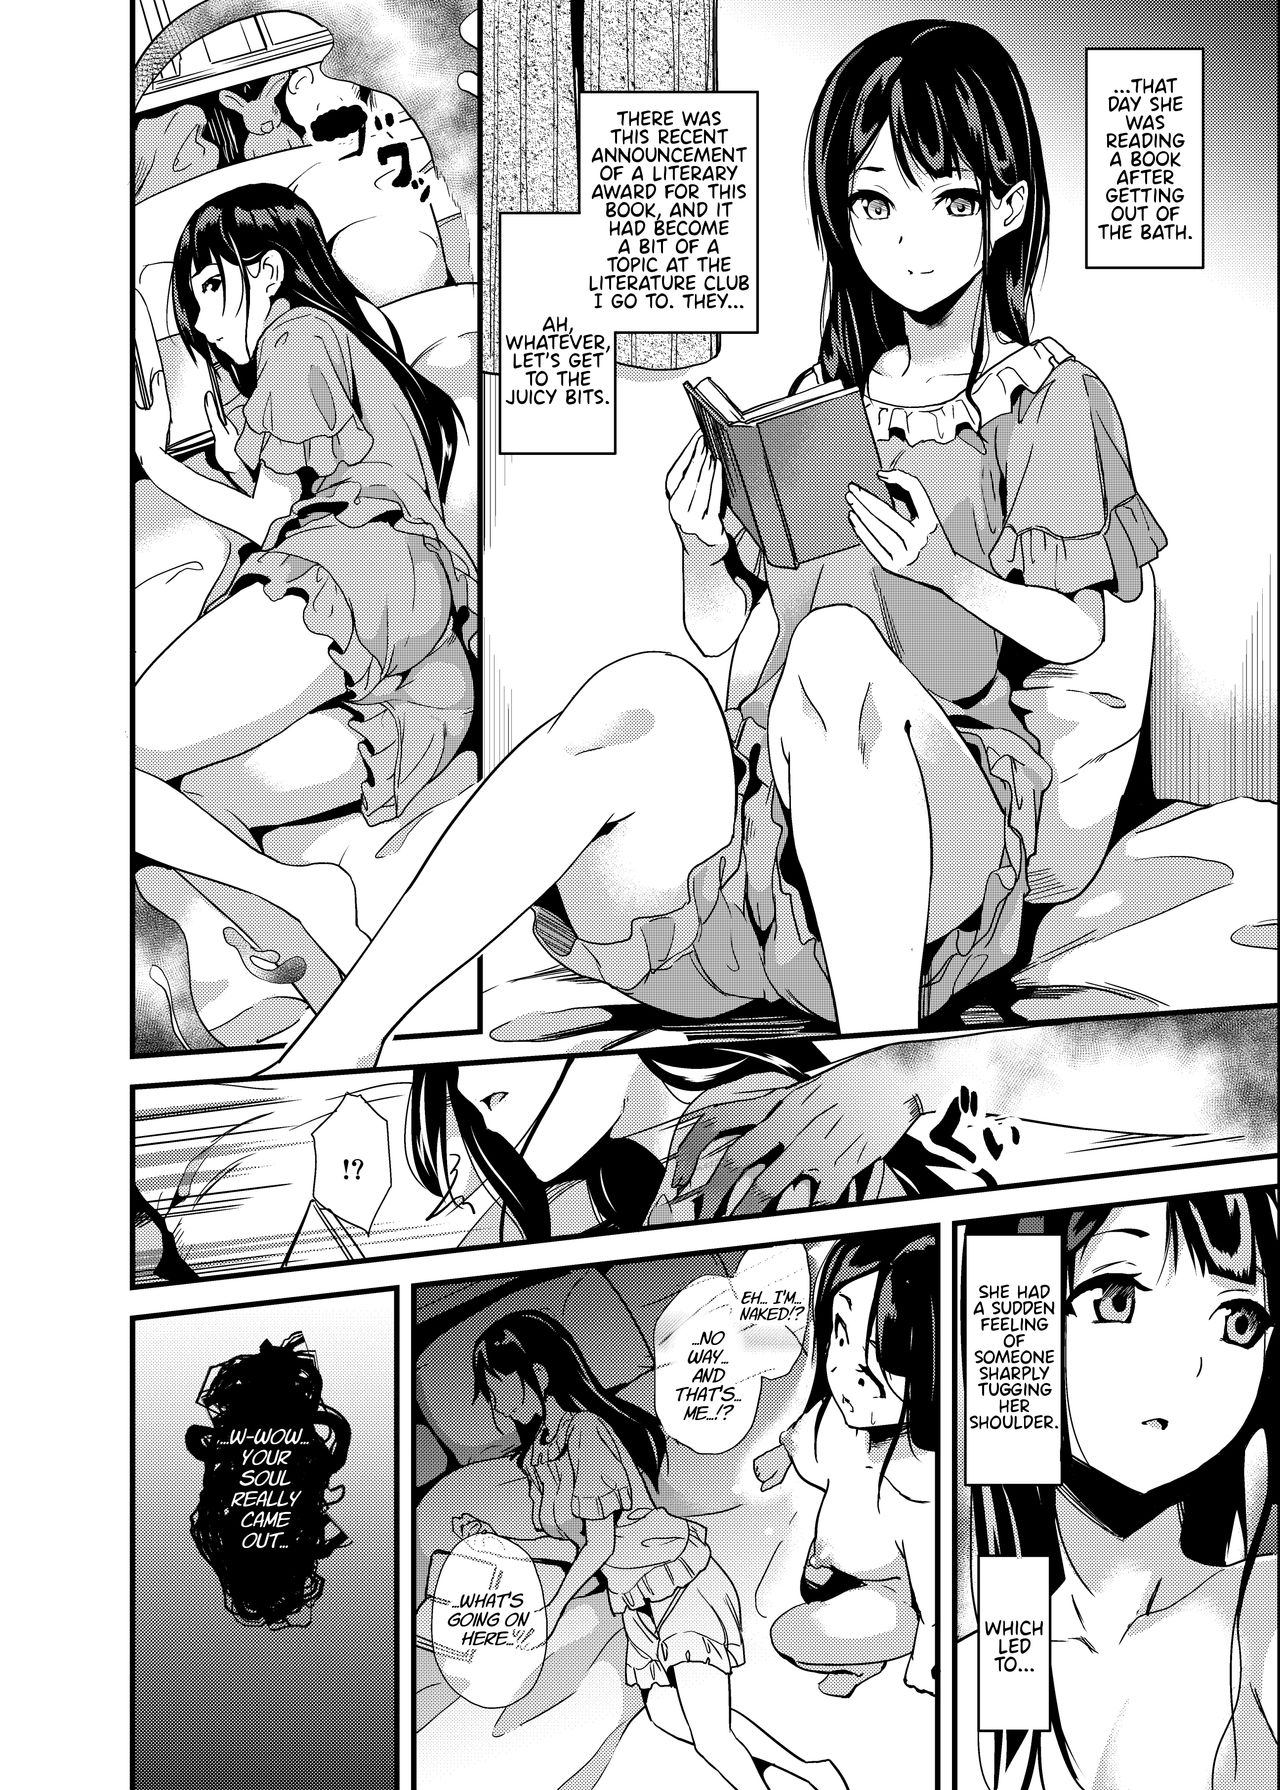 ...THAT
DAY SHE
WAS
READING
A BOOK
AFTER
GETTING
OUT OF
THE BATH.
THERE WAS
THIS RECENT
ANNOUNCEMENT
OF A LITERARY
AWARD FOR THIS
BOOK, AND IT
HAD BECOME
A BIT OF A
TOPIC AT THE
LITERATURE CLUB
I GO TO. THEY...
AH,
WHATEVER,
LET'S GET
TO THE
JUICY BITS.
!?
SHE HAD
A SUDDEN
FEELING
OF
SOMEONE
SHARPLY
TUGGING
HER
SHOULDER.
WHICH
LED
TO...
EH... I'M...
NAKED!?
...NO
WAY...
AND
THAT'S...
ME...!?
...WHAT'S
GOING ON
HERE...
...W-WOW...
YOUR
SOUL
REALLY
CAME
OUT...